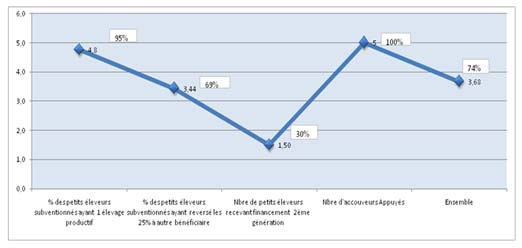 6,0
5,0
4,0
3,0
2,0
1,0
0,0
95%
4,8
69%
3,44
30%
1,50
5
100%
74%
3,68
% des petits éleveurs
subventionnés ayant 1 élevage
productif
% des petits éleveurs
subventionnés ayant reversé les
25% à autre bénéficiaire
Nbre de petits éleveurs
recevant financement 2ème
génération
Nbre d'accouveurs Appuyés
Ensemble